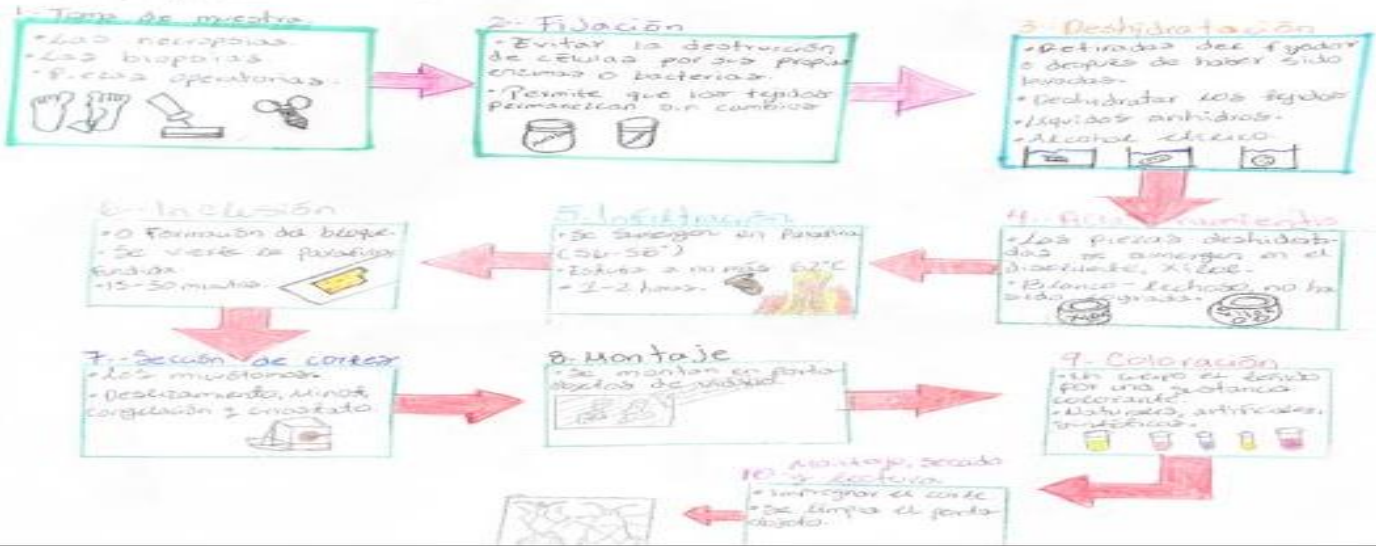 1- Toma de muestra.
• Las necropsias.
• Las biopsias.
• Piezas operatorias.
2.- Fijación
• Evitar la destrucción
de células por sus propias
enzimas o bacterias.
• Permite que los tejidos
permanezcan sin cambios
3- Deshidratación
• Retiradas del fijador
o después de haber sido
lavadas.
• Deshidratar los tejidos
• Líquidos anhidros.
• Alcohol etílico.
4.- Aclaramiento
• Las piezas deshidrata-
das se sumergen en el
disolvente, xilol.
• Blanco-lechoso, no ha
sido lograda.
5.- Infiltración
• Se sumergen en Parafina
(56-58°)
• Estufa a no más 62°C
• 1-2 horas.
6- Inclusión
• O Formación del bloque.
• Se vierte la parafina
fundida
• 15-30 minutos.
7.- Sección de cortes
• Los micrótomos.
• Deslizamiento, Minot,
congelación y criostato.
8- Montaje
• Se montan en porta
objetos de vidrio
9- Coloración
• Un cuerpo es teñido
por una sustancia
colorante.
• Naturales, artificiales,
sintéticas.
Montaje, secado
10- y lectura
• Impregnar el corte
• Se limpia el porta
objeto.